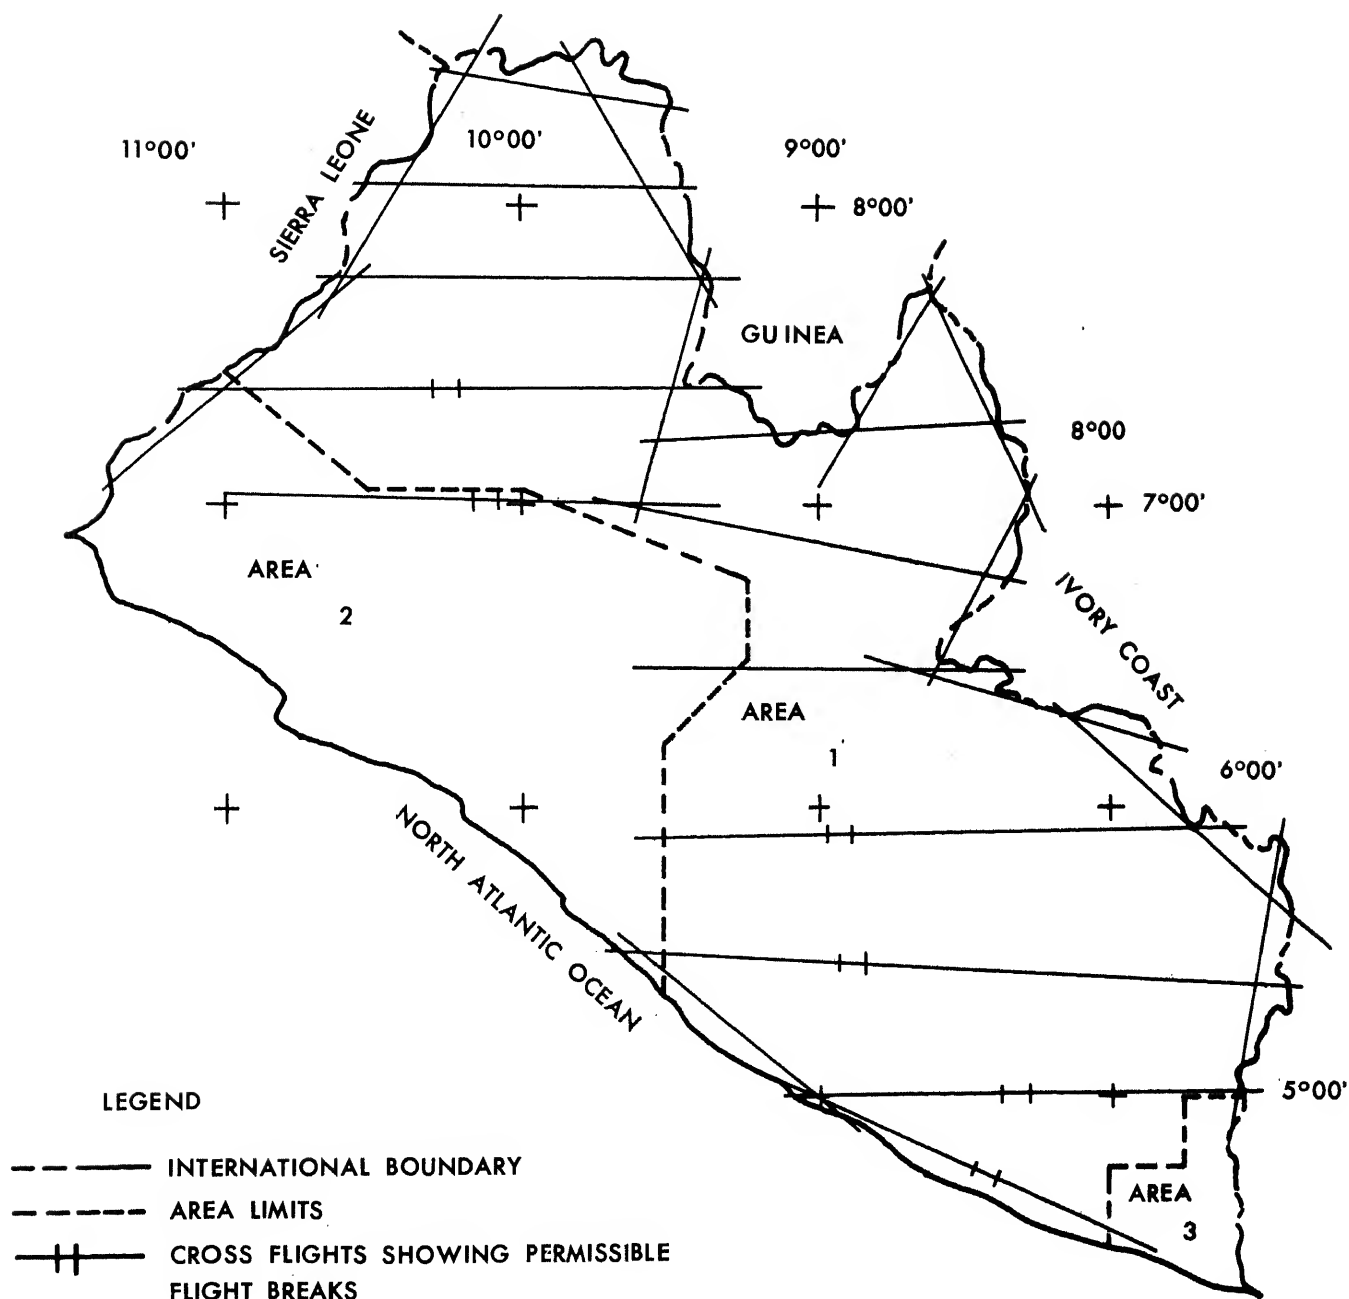 11°00'
SIERRA LEONE
10°00'
9°00'
8°00'
GUINEA
8°00
7°00'
AREA
2
IVORY COAST
AREA
1
6°00'
NORTH ATLANTIC OCEAN
5°00'
LEGEND
INTERNATIONAL BOUNDARY
AREA LIMITS
CROSS FLIGHTS SHOWING PERMISSIBLE
FLIGHT BREAKS
AREA
3